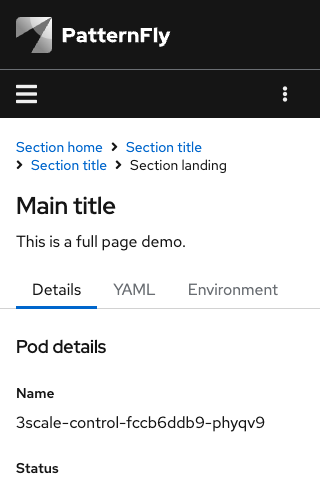 PatternFly
Section home > Section title
> Section title > Section landing
Main title
This is a full page demo.
Details YAML Environment
Pod details
Name
3scale-control-fccb6ddb9-phyqv9
Status